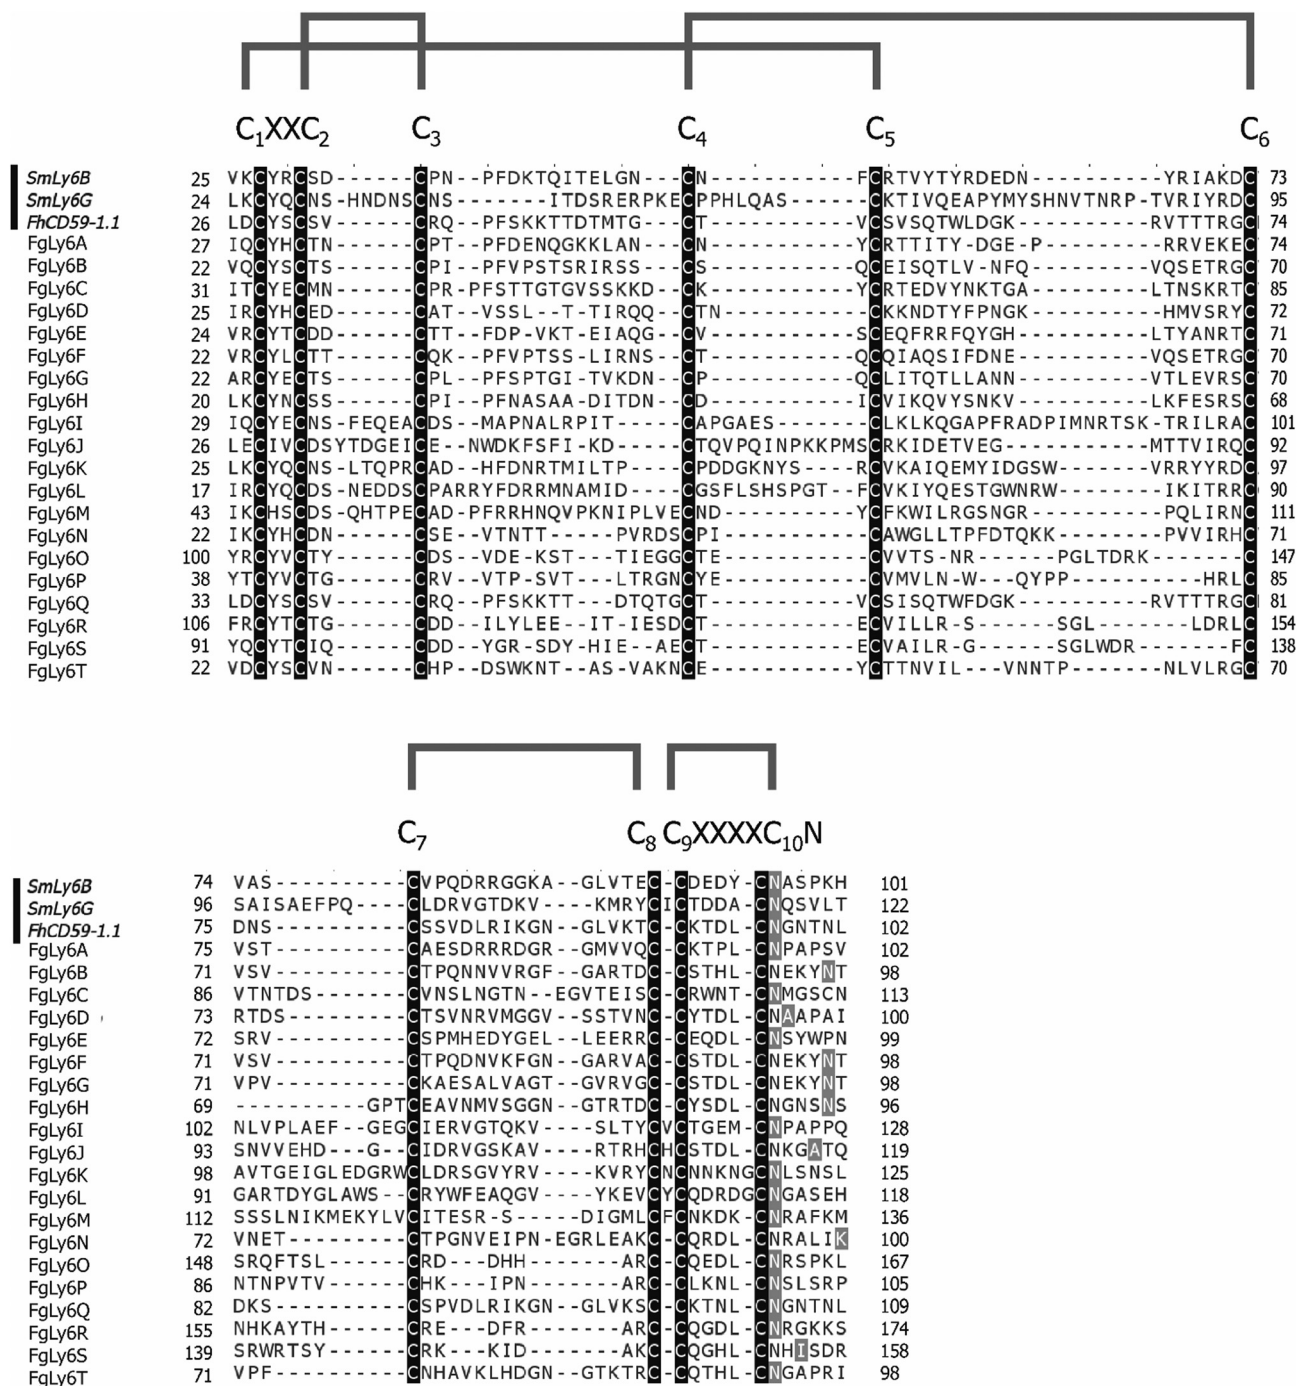 C1XXC2 C3 C4 C5 C6
SmLy6B 25 VKCYRCSD------CPN--PFDKTQITELGN---CN-----------FCRTVYTYRDEDN----------YRIAKDC 73
SmLy6G 24 LKCYQCNS-HNDNSCNS-------ITDSRERPKECPPHLQAS------CKTIVQEAPYMYSHNVTNRP-TVRIYRDC 95
FhCD59-1.1 26 LDCYSCSV------CRQ--PFSKKTTDTMTG----CT-----------VCSVSQTWLDGK----------RVTTTRGC 74
FgLy6A 27 IQCYHCTN------CPT--PFDENQGKKLAN---CN-----------YCRTTITY-DGE-P---------RRVEKEC 74
FgLy6B 22 VQCYSCTS------CPI--PFVPSTSRIRSS---CS-----------QCEISQTLV-NFQ---------VQSETRGC 70
FgLy6C 31 ITCYECMN------CPR-PFSTTGTGVSSKKD--CK-----------YCRTEDVYNKTGA----------LTNSKRTC 85
FgLy6D 25 IRCYHCED------CAT--VSSL--T-TIRQQ--CTN-----------CKKNDTYFPNGK----------HMVSRYC 72
FgLy6E 24 VRCYTCDD------CTT--FDP-VKT-EIAQG--CV-----------SCEQFRRFQYGH----------LTYANRTC 71
FgLy6F 22 VRCYLCTT------CQK--PFVPTSS-LIRNS--CT-----------QCQIAQSIFDNE----------VQSETRGC 70
FgLy6G 22 ARCYECTS------CPL--PFSPTGI-TVKDN--CP-----------QCLITQTLLANN----------VTLEVRSC 70
FgLy6H 20 LKCYNCSS------CPI--PFNASAA-DITDN--CD-----------ICVIKQVYSNKV----------LKFESRSC 68
FgLy6I 29 IQCYECNS-FEQEACDS---MAPNALRPIT----CAPGAES-------CLKLKQGAPFRADPIMNRTSK-TRILRAC 101
FgLy6J 26 LECIVCDSYTDGEICE--NWDKFSFI-KD-----CTQVPQINPKKPMSCRKIDETVEG-----------MTTVIRQC 92
FgLy6K 25 LKCYQCNS-LTQPRCAD--HFDNRTMILTP----CPDDGKNYS----RCVKAIQEMYIDGSW--------VRRYYRDC 97
FgLy6L 17 IRCYQCDS-NEDDSCPARRYFDRRMNAMID----CGSFLSHSPGT--FCVKIYQESTGWNRW--------IKITRRC 90
FgLy6M 43 IKCHSCDS-QHTPECAD-PFRRHNQVPKNIPLVECND----------YCFKWILRGSNGR---------PQLIRNC 111
FgLy6N 22 IKCYHCDN------CSE--VTNTT-----PVRDSCPI-----------CAWGLLTPFDTQKK--------PVVIRHC 71
FgLy6O 100 YRCYVCTY------CDS--VDE-KST--TIEGGCTE-----------CVVTS-NR------PGLTDRK-------C 147
FgLy6P 38 YTCYVCTG------CRV--VTP-SVT---LTRGNCYE-----------CVMVLN-W---QYPP----------HRLC 85
FgLy6Q 33 LDCYSCSV------CRQ--PFSKKTT---DTQTGCT-----------VCSISQTWFDGK----------RVTTTRGC 81
FgLy6R 106 FRCYTCTG------CDD--ILYLEE--IT-IESDCT-----------ECVILLR-S------SGL-------LDRLC 154
FgLy6S 91 YQCYTCIQ------CDD--YGR-SDY-HIE--AECT-----------ECVAILR-G------SGLWDR-------FC 138
FgLy6T 22 VDCYSCVN------CHP--DSWKNT--AS-VAKNCE-----------YCTTNVIL---VNNTP-------NLVLRGC 70
C7 C8 C9XXXXC10N
SmLy6B 74 VAS----------CVPQDRRGGKA--GLVTEC-CDEDY-CNASPKH 101
SmLy6G 96 SAISAEFPQ----CLDRVGTDKV----KMRYCICTDDA-CNQSVLT 122
FhCD59-1.1 75 DNS----------CSSVDLRIKGN--GLVKTC-CKTDL-CNGNTNL 102
FgLy6A 75 VST----------CAESDRRRDGR--GMVVQC-CKTPL-CNPAPSV 102
FgLy6B 71 VSV----------CTPQNNVVRGF--GARTDC-CSTHL-CNEKYNT 98
FgLy6C 86 VTNTDS-------CVNSLNGTN--EGVTEISC-CRWNT-CNMGSCN 113
FgLy6D 73 RTDS---------CTSVNRVMGGV--SSTVNC-CYTDL-CNAAPAI 100
FgLy6E 72 SRV----------CSPMHEDYGEL--LEERRC-CEQDL-CNSYWPN 99
FgLy6F 71 VSV----------CTPQDNVKFGN--GARVAC-CSTDL-CNEKYNT 98
FgLy6G 71 VPV----------CKAESALVAGT--GVRVGC-CSTDL-CNEKYNT 98
FgLy6H 69 ----------GPTCEAVNMVSGGN--GTRTDC-CYSDL-CNGNSNS 96
FgLy6I 102 NLVPLAEF--GEGCIERVGTQKV----SLTYCVCTGEM-CNPAPPQ 128
FgLy6J 93 SNVVEHD--G---CIDRVGSKAV----RTRHCHCSTDL-CNKGATQ 119
FgLy6K 98 AVTGEIGLEDGRWCLDRSGVYRV----KVRYCNCNNKNGCNLSNSL 125
FgLy6L 91 GARTDYGLAWS--CRYWFEAQGV----YKEVCYCQDRDGCNGASEH 118
FgLy6M 112 SSSLNIKMEKYLVCITESR-S-----DIGMLCFCNKDK-CNRAFKM 136
FgLy6N 72 VNET---------CTPGNVEIPN-EGRLEAKC-CQRDL-CNRALIK 100
FgLy6O 148 SRQFTSL------CRD---DHH-------ARC-CQEDL-CNRSPKL 167
FgLy6P 86 NTNPVTV------CHK---IPN-------ARC-CLKNL-CNSLSRP 105
FgLy6Q 82 DKS----------CSPVDLRIKGN--GLVKSC-CKTNL-CNGNTNL 109
FgLy6R 155 NHKAYTH------CRE---DFR-------ARC-CQGDL-CNRGKKS 174
FgLy6S 139 SRWRTSY------CRK---KID-------AKC-CQGHL-CNHISDR 158
FgLy6T 71 VPF----------CNHAVKLHDGN--GTKTRC-CQTHL-CNGAPRI 98